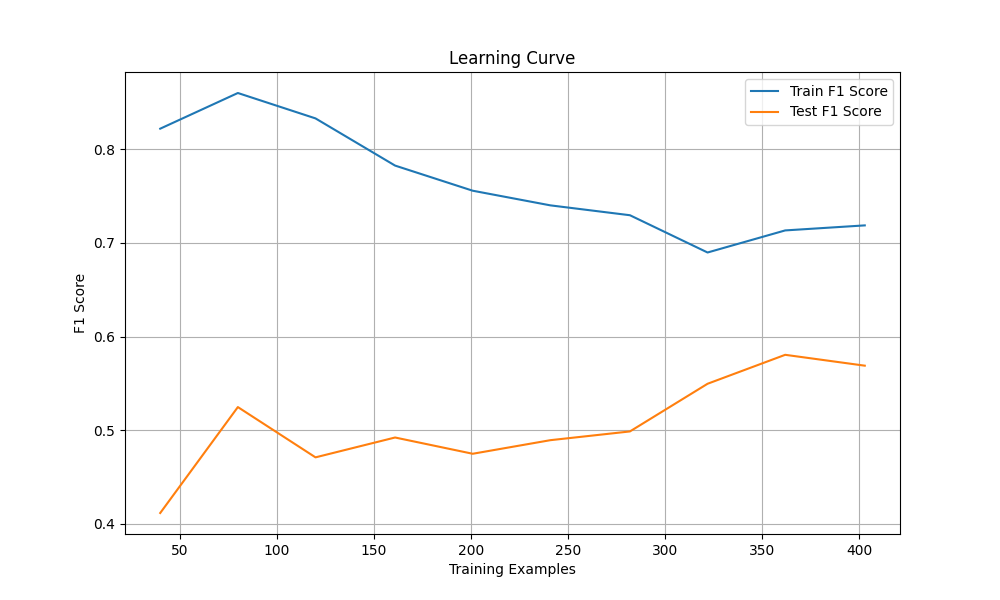 Learning Curve
Train F1 Score
Test F1 Score
F1 Score
0.8
0.7
0.6
0.5
0.4
50 100 150 200 250 300 350 400
Training Examples